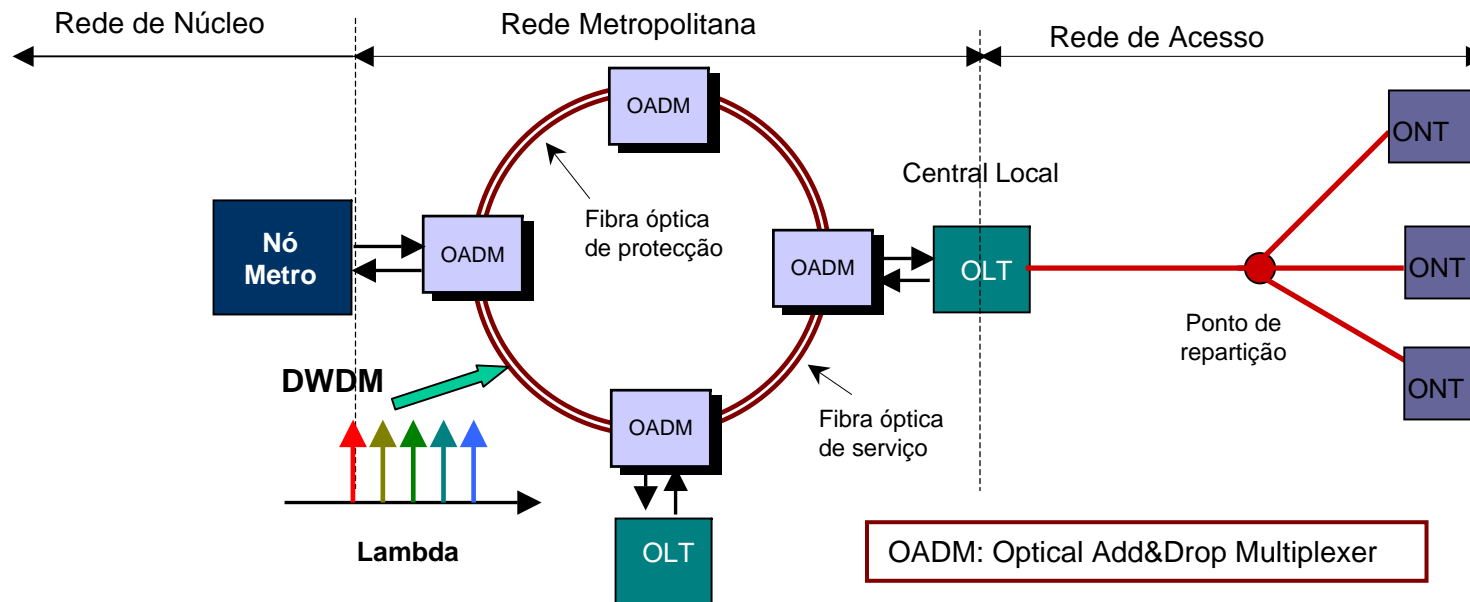 Rede de Núcleo
Rede Metropolitana
Rede de Acesso
OADM
ONT
Central Local
Fibra óptica
de protecção
Nó
Metro
OADM
OADM
OLT
ONT
Ponto de
repartição
DWDM
ONT
OADM
Fibra óptica
de serviço
Lambda
OLT
OADM: Optical Add&Drop Multiplexer